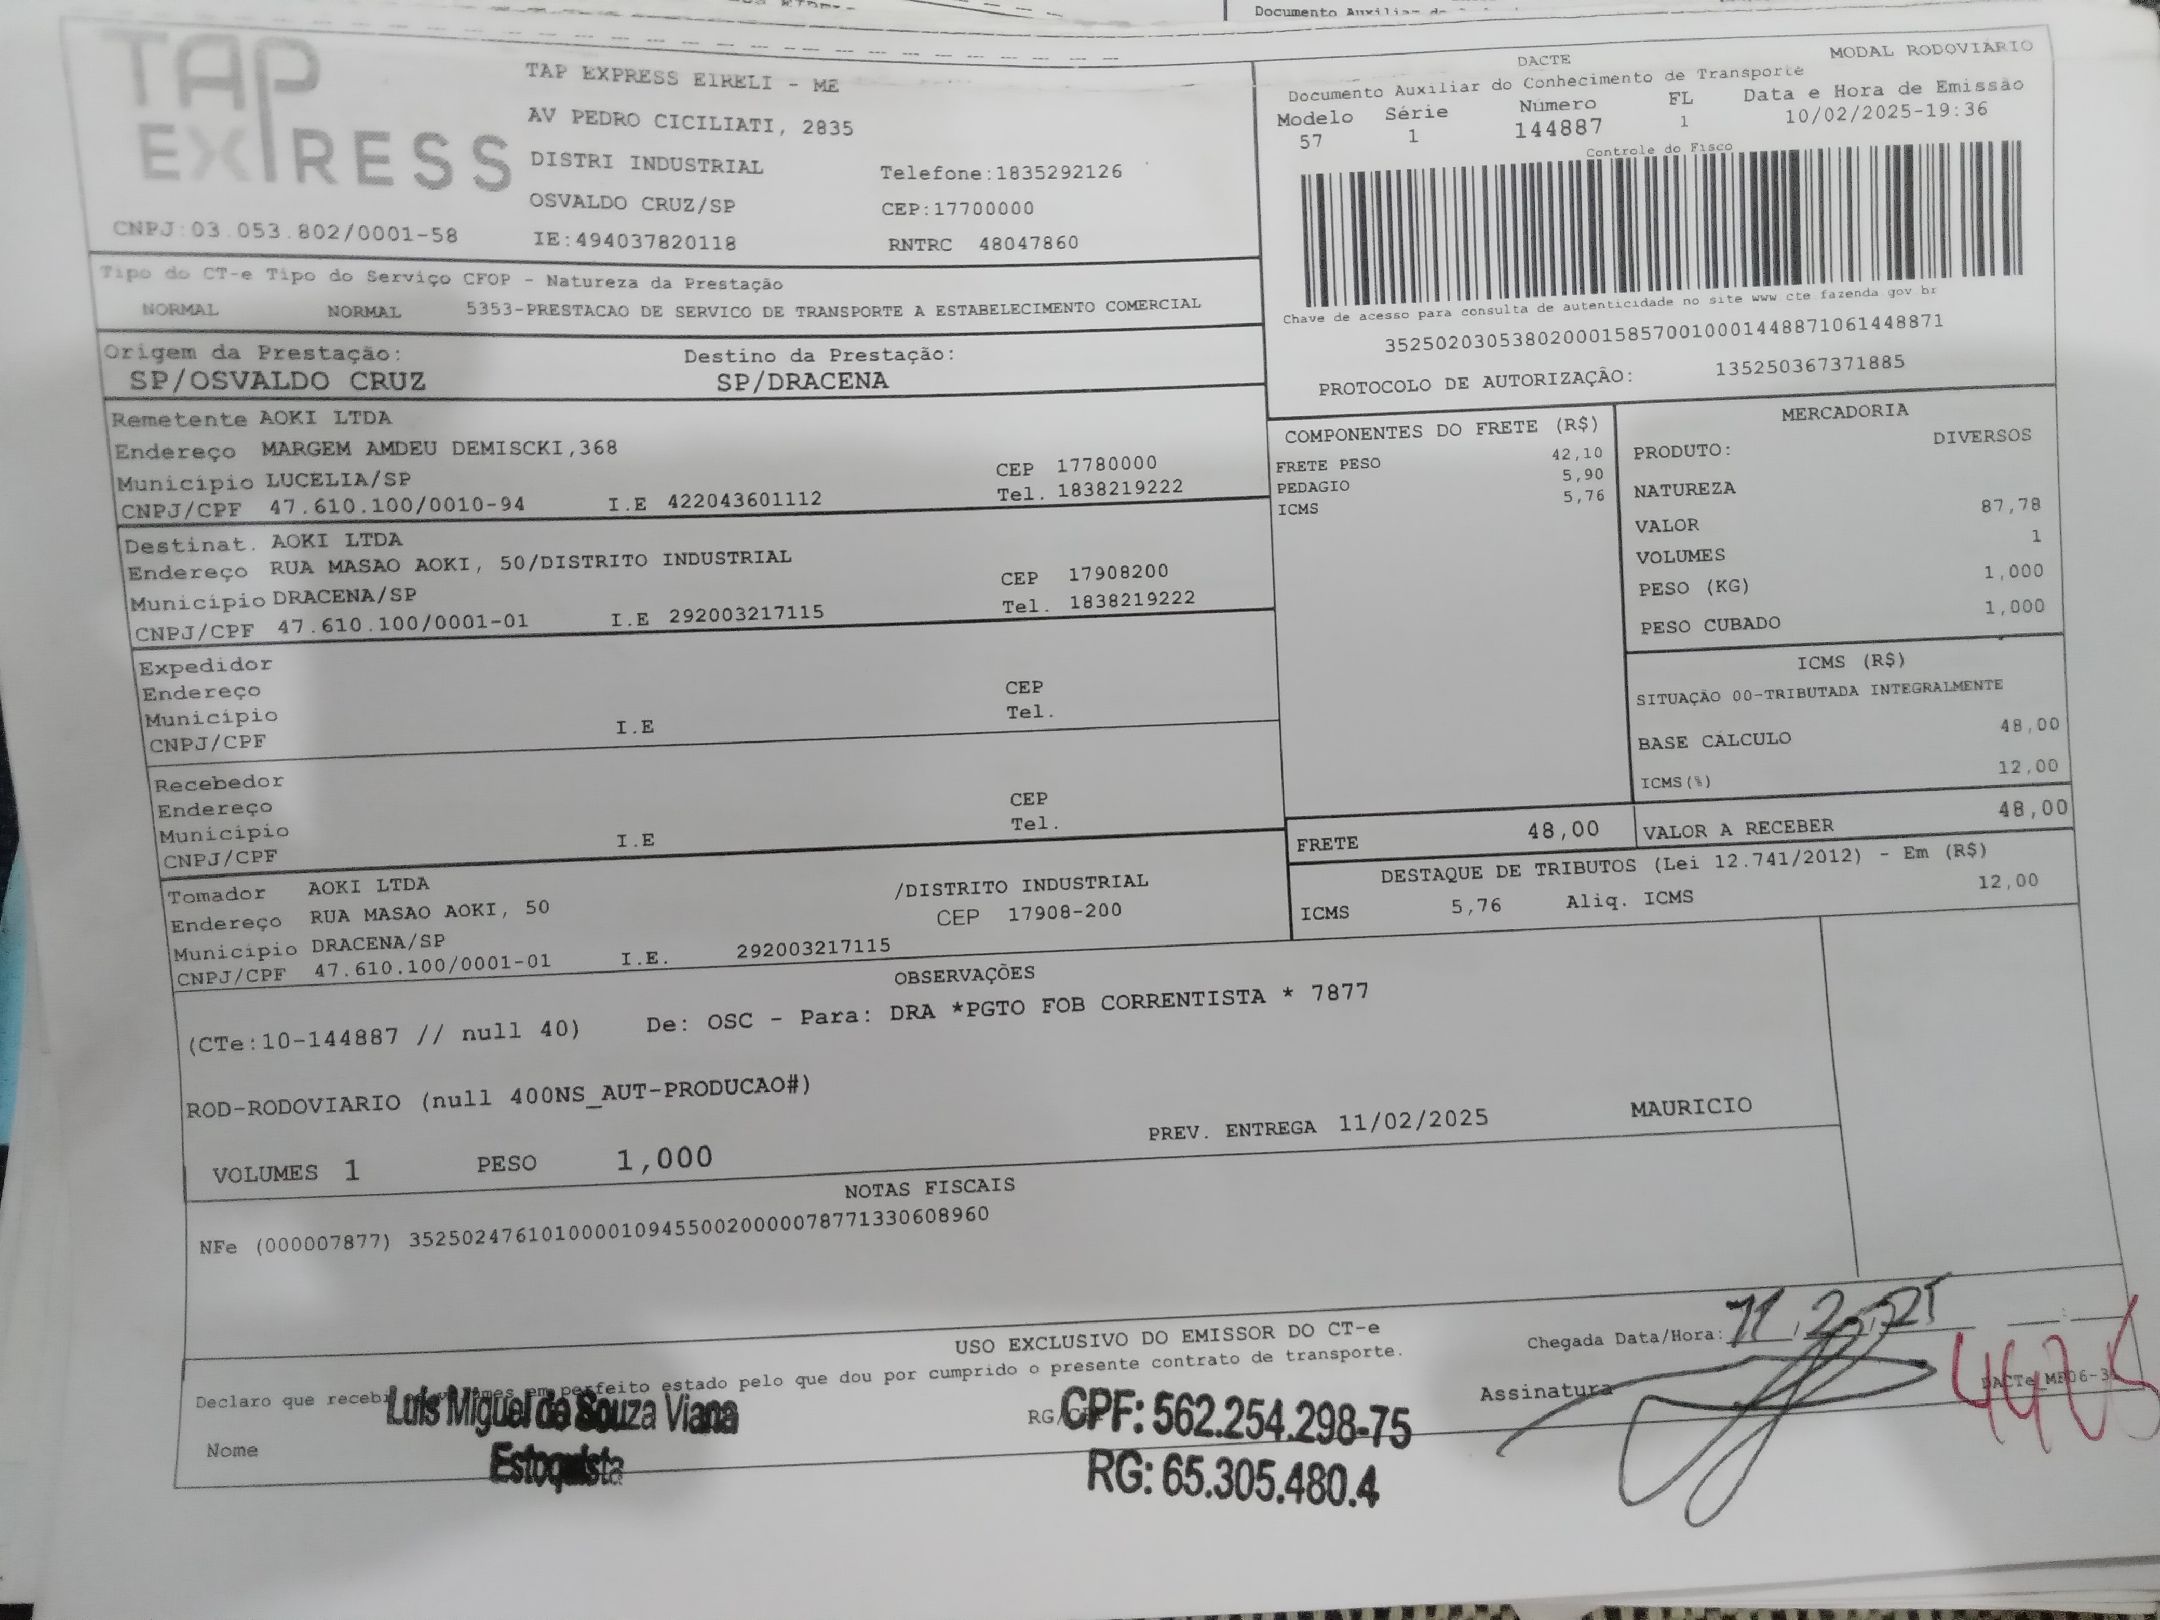 Documento Auxiliar do
TAP
EXPRESS
TAP EXPRESS EIRELI - ME
AV PEDRO CICILIATI, 2835
DISTRI INDUSTRIAL
Telefone:1835292126
OSVALDO CRUZ/SP
CEP:17700000
CNPJ:03.053.802/0001-58
IE:494037820118
RNTRC 48047860
DACTE
MODAL RODOVIÁRIO
Documento Auxiliar do Conhecimento de Transporte
Modelo Série Número FL Data e Hora de Emissão
57 1 144887 1 10/02/2025-19:36
Controle do Fisco
Chave de acesso para consulta de autenticidade no site www cte fazenda gov br
35250203053802000158570010001448871061448871
PROTOCOLO DE AUTORIZAÇÃO: 135250367371885
Tipo do CT-e Tipo do Serviço CFOP - Natureza da Prestação
NORMAL NORMAL 5353-PRESTACAO DE SERVICO DE TRANSPORTE A ESTABELECIMENTO COMERCIAL
Origem da Prestação: Destino da Prestação:
SP/OSVALDO CRUZ SP/DRACENA
Remetente AOKI LTDA
Endereço MARGEM AMDEU DEMISCKI,368
Município LUCELIA/SP CEP 17780000
CNPJ/CPF 47.610.100/0010-94 I.E 422043601112 Tel. 1838219222
Destinat. AOKI LTDA
Endereço RUA MASAO AOKI, 50/DISTRITO INDUSTRIAL
Município DRACENA/SP CEP 17908200
CNPJ/CPF 47.610.100/0001-01 I.E 292003217115 Tel. 1838219222
Expedidor
Endereço
Município CEP
CNPJ/CPF I.E Tel.
Recebedor
Endereço
Município CEP
CNPJ/CPF I.E Tel.
Tomador AOKI LTDA
Endereço RUA MASAO AOKI, 50 /DISTRITO INDUSTRIAL
Município DRACENA/SP CEP 17908-200
CNPJ/CPF 47.610.100/0001-01 I.E. 292003217115
COMPONENTES DO FRETE (R$)
FRETE PESO 42,10
PEDAGIO 5,90
ICMS 5,76
MERCADORIA
PRODUTO: DIVERSOS
NATUREZA
VALOR 87,78
VOLUMES 1
PESO (KG) 1,000
PESO CUBADO 1,000
ICMS (R$)
SITUAÇÃO 00-TRIBUTADA INTEGRALMENTE
BASE CÁLCULO 48,00
ICMS(%) 12,00
FRETE 48,00 VALOR A RECEBER 48,00
DESTAQUE DE TRIBUTOS (Lei 12.741/2012) - Em (R$)
ICMS 5,76 Aliq. ICMS 12,00
OBSERVAÇÕES
(CTe:10-144887 // null 40) De: OSC - Para: DRA *PGTO FOB CORRENTISTA * 7877
ROD-RODOVIARIO (null 400NS_AUT-PRODUCAO#)
VOLUMES 1 PESO 1,000 PREV. ENTREGA 11/02/2025 MAURICIO
NOTAS FISCAIS
NFe (000007877) 35250247610100001094550020000078771330608960
USO EXCLUSIVO DO EMISSOR DO CT-e
Chegada Data/Hora: 11/2/25
Declaro que recebi em perfeito estado pelo que dou por cumprido o presente contrato de transporte.
Assinatura
Luis Miguel de Souza Viana
Estoquista
Nome
CPF: 562.254.298-75
RG: 65.305.480.4